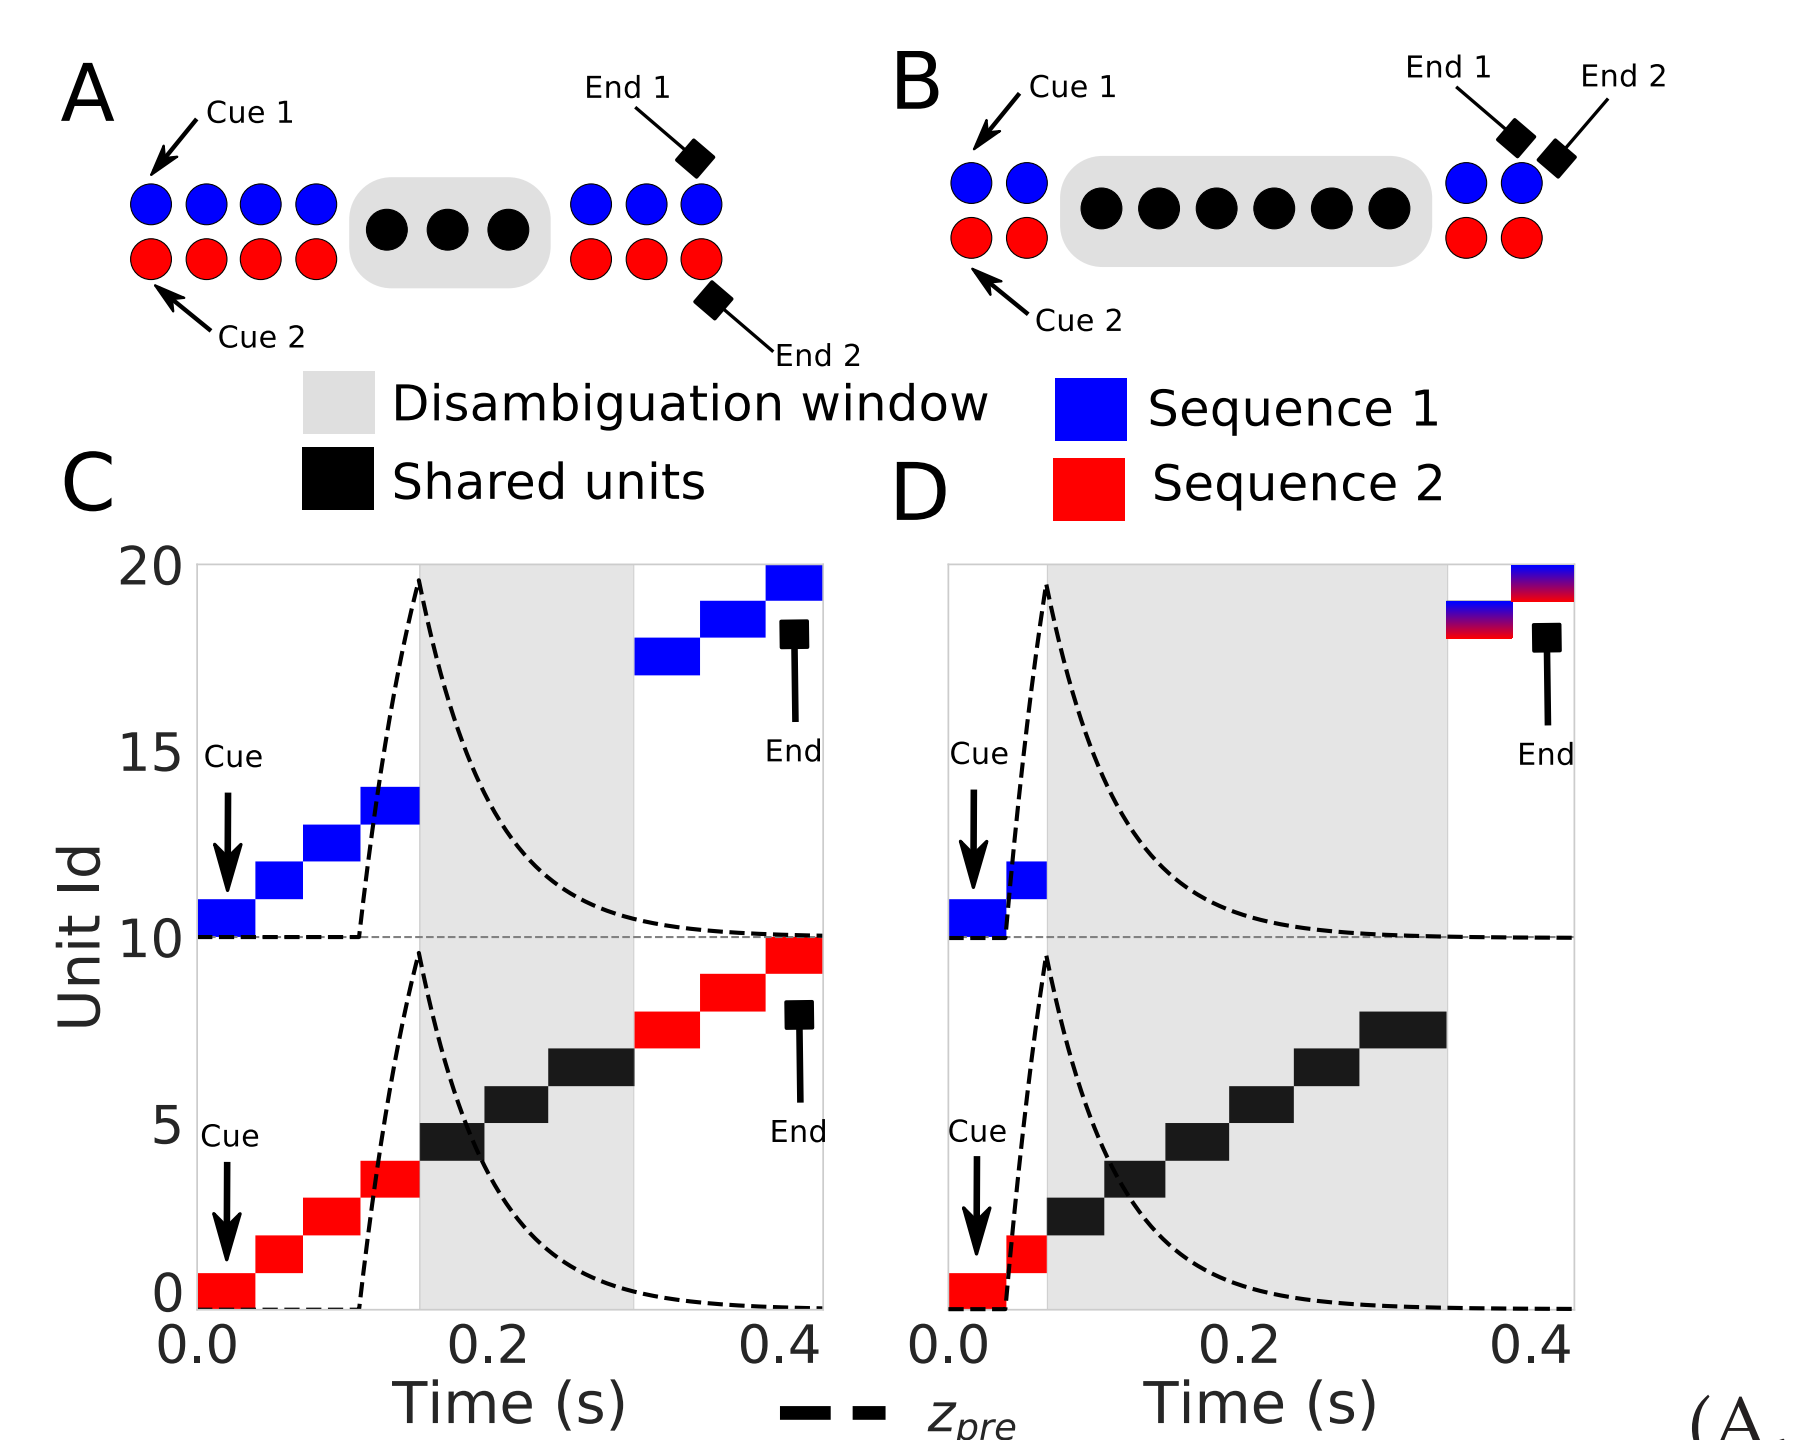 A
Cue 1
End 1
Cue 2
End 2
B
Cue 1
End 1
End 2
Cue 2
Disambiguation window
Shared units
Sequence 1
Sequence 2
C
20
15
10
5
0
Unit Id
Cue
End
Cue
End
0.0
0.2
0.4
Time (s)
D
Cue
End
Cue
0.0
0.2
0.4
Time (s)
z_pre
(A.